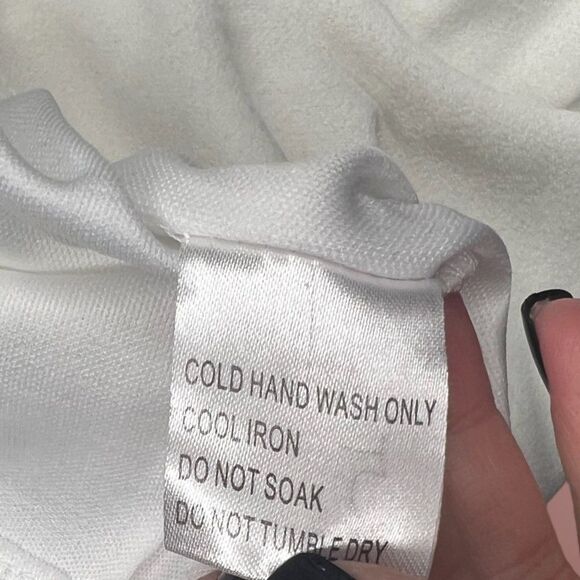 COLD HAND WASH ONLY
COOL IRON
DO NOT SOAK
DO NOT TUMBLE DRY